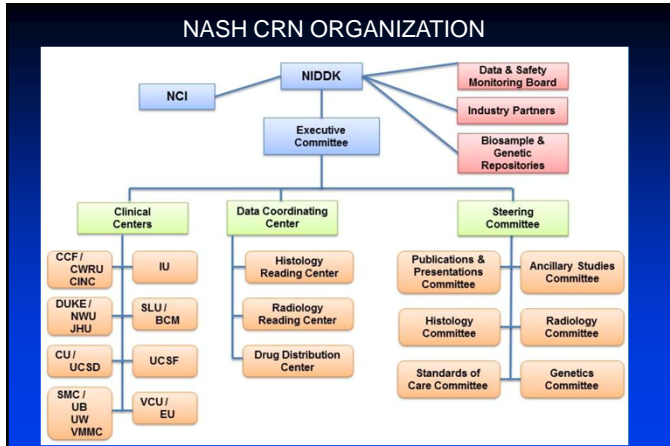 NASH CRN ORGANIZATION
NIDDK
NCI
Data & Safety
Monitoring Board
Industry Partners
Biosample &
Genetic
Repositories
Executive
Committee
Clinical
Centers
Data Coordinating
Center
Steering
Committee
CCF /
CWRU
CINC
IU
DUKE /
NWU
JHU
SLU /
BCM
CU /
UCSD
UCSF
SMC /
UB
UW
VMMC
VCU /
EU
Histology
Reading Center
Radiology
Reading Center
Drug Distribution
Center
Publications &
Presentations
Committee
Ancillary Studies
Committee
Histology
Committee
Radiology
Committee
Standards of
Care Committee
Genetics
Committee